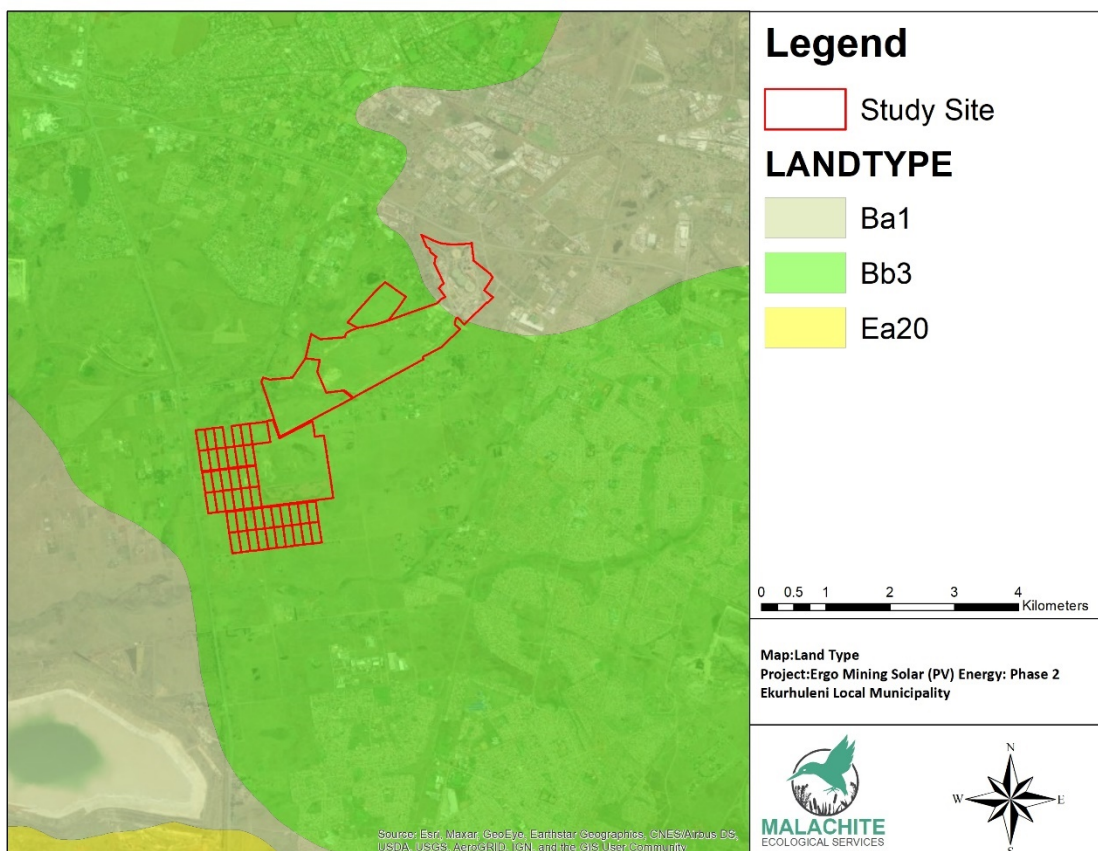 Legend
Study Site
LANDTYPE
Ba1
Bb3
Ea20
0 0.5 1 2 3 4
Kilometers
Map:Land Type
Project:Ergo Mining Solar (PV) Energy: Phase 2
Ekurhuleni Local Municipality
MALACHITE
ECOLOGICAL SERVICES
N
W E
S
Source: Esri, Maxar, GeoEye, Earthstar Geographics, CNES/Airbus DS,
USDA, USGS, AeroGRID, IGN, and the GIS User Community